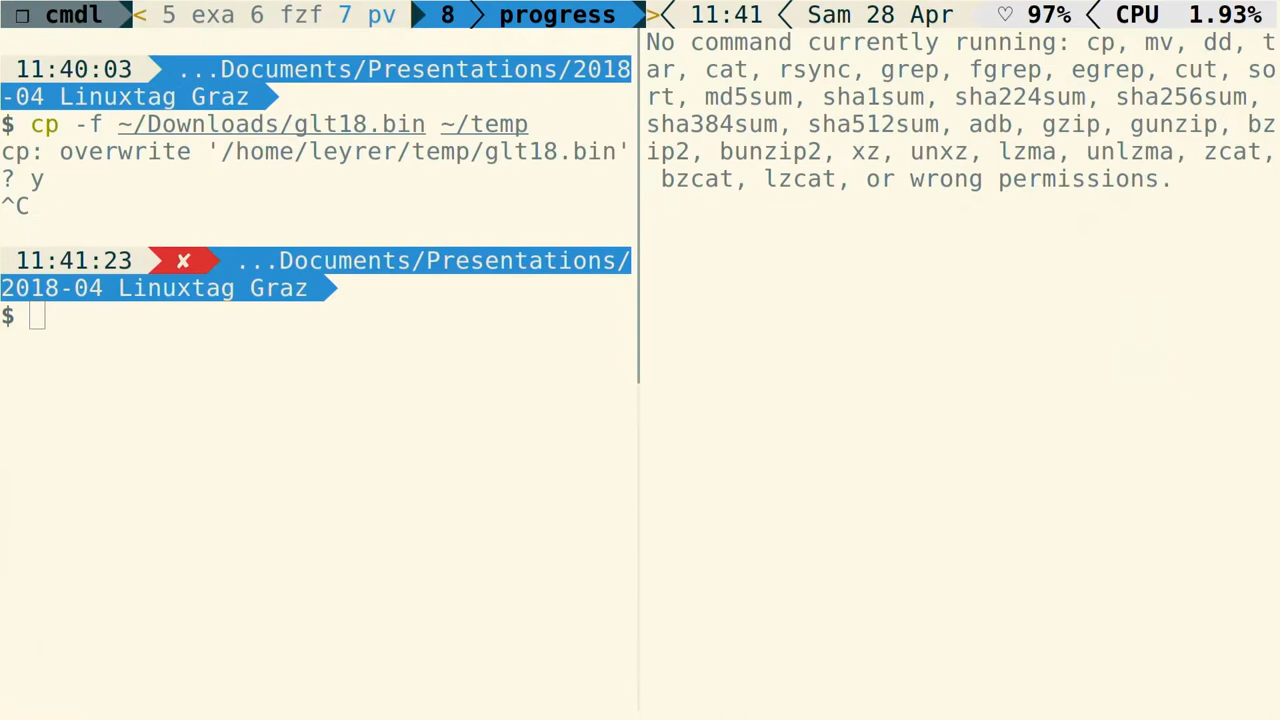 ❐ cmdl < 5 exa 6 fzf 7 pv 8 progress > 11:41 Sam 28 Apr ♡ 97% CPU 1.93%
11:40:03 ...Documents/Presentations/2018
-04 Linuxtag Graz
$ cp -f ~/Downloads/glt18.bin ~/temp
cp: overwrite '/home/leyrer/temp/glt18.bin'
? y
^C
11:41:23 ✘ ...Documents/Presentations/
2018-04 Linuxtag Graz
$
No command currently running: cp, mv, dd, t
ar, cat, rsync, grep, fgrep, egrep, cut, so
rt, md5sum, sha1sum, sha224sum, sha256sum,
sha384sum, sha512sum, adb, gzip, gunzip, bz
ip2, bunzip2, xz, unxz, lzma, unlzma, zcat,
bzcat, lzcat, or wrong permissions.